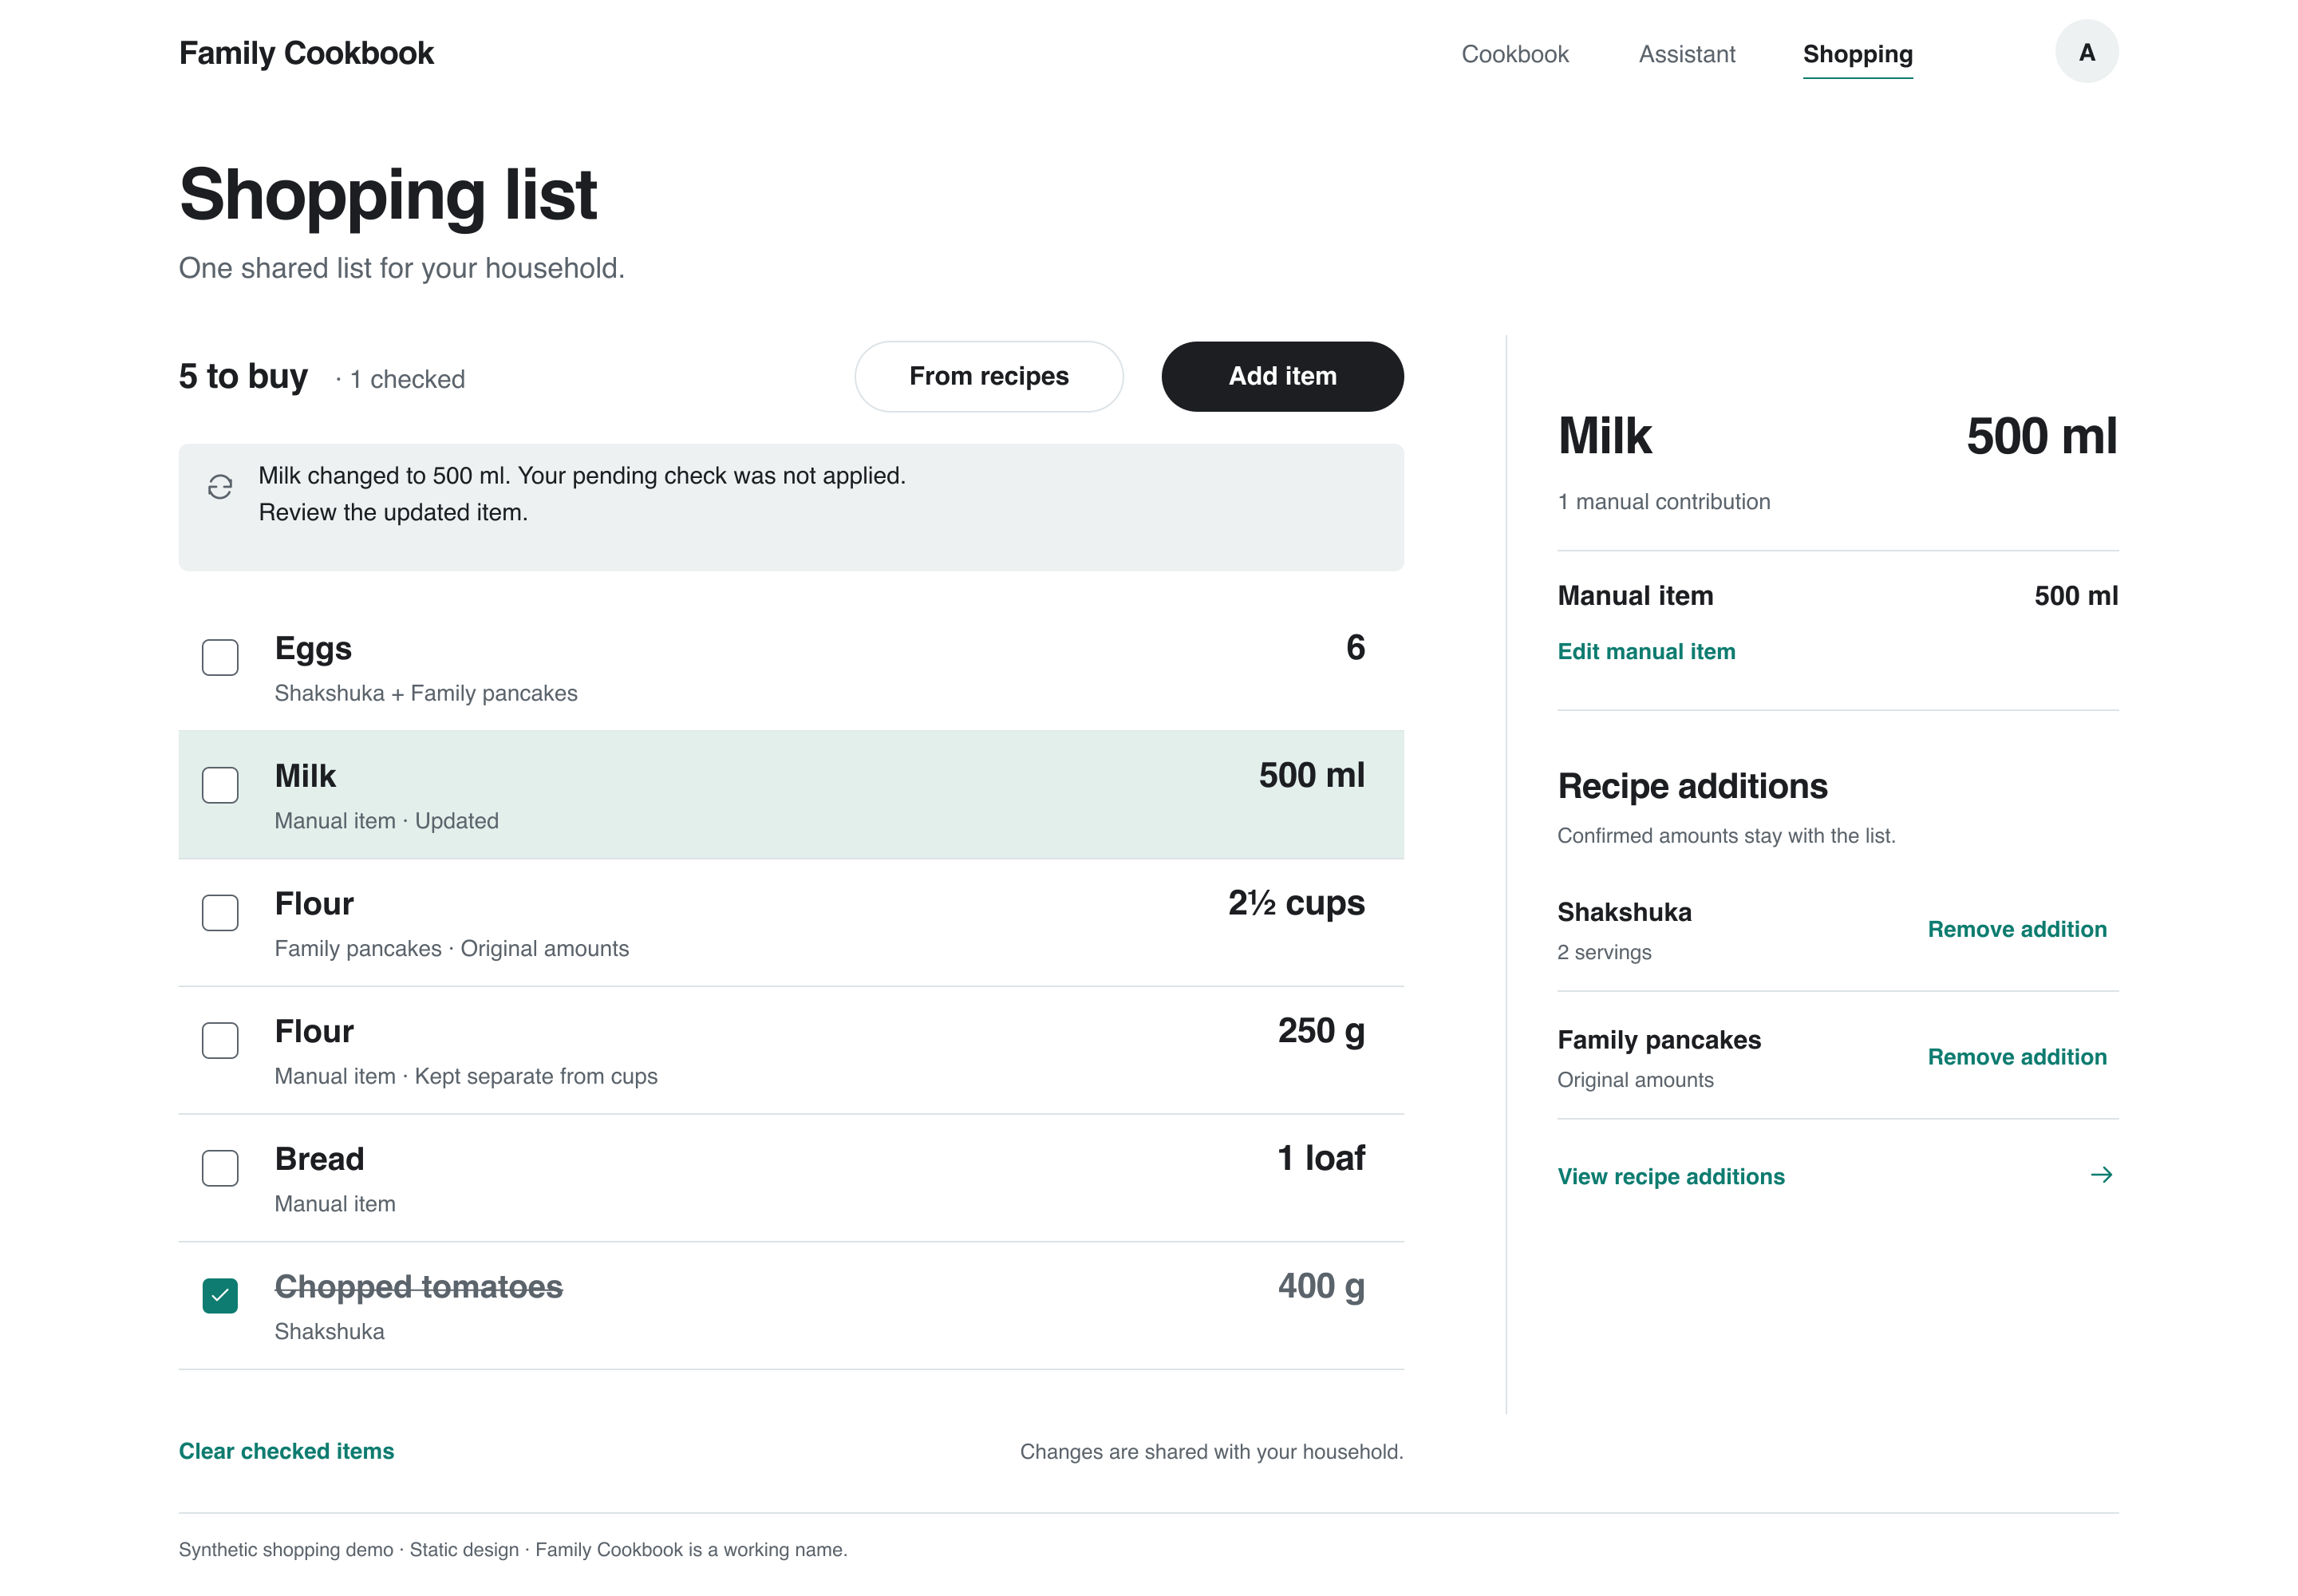 Family Cookbook
Cookbook
Assistant
Shopping
A
Shopping list
One shared list for your household.
5 to buy · 1 checked
From recipes
Add item
Milk changed to 500 ml. Your pending check was not applied.
Review the updated item.
Eggs 6
Shakshuka + Family pancakes
Milk 500 ml
Manual item · Updated
Flour 2½ cups
Family pancakes · Original amounts
Flour 250 g
Manual item · Kept separate from cups
Bread 1 loaf
Manual item
Chopped tomatoes 400 g
Shakshuka
Clear checked items
Changes are shared with your household.
Milk 500 ml
1 manual contribution
Manual item 500 ml
Edit manual item
Recipe additions
Confirmed amounts stay with the list.
Shakshuka
2 servings
Remove addition
Family pancakes
Original amounts
Remove addition
View recipe additions
Synthetic shopping demo · Static design · Family Cookbook is a working name.